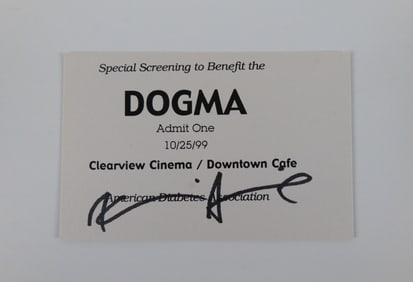 Special Screening to Benefit the
DOGMA
Admit One
10/25/99
Clearview Cinema / Downtown Cafe
American Diabetes Association